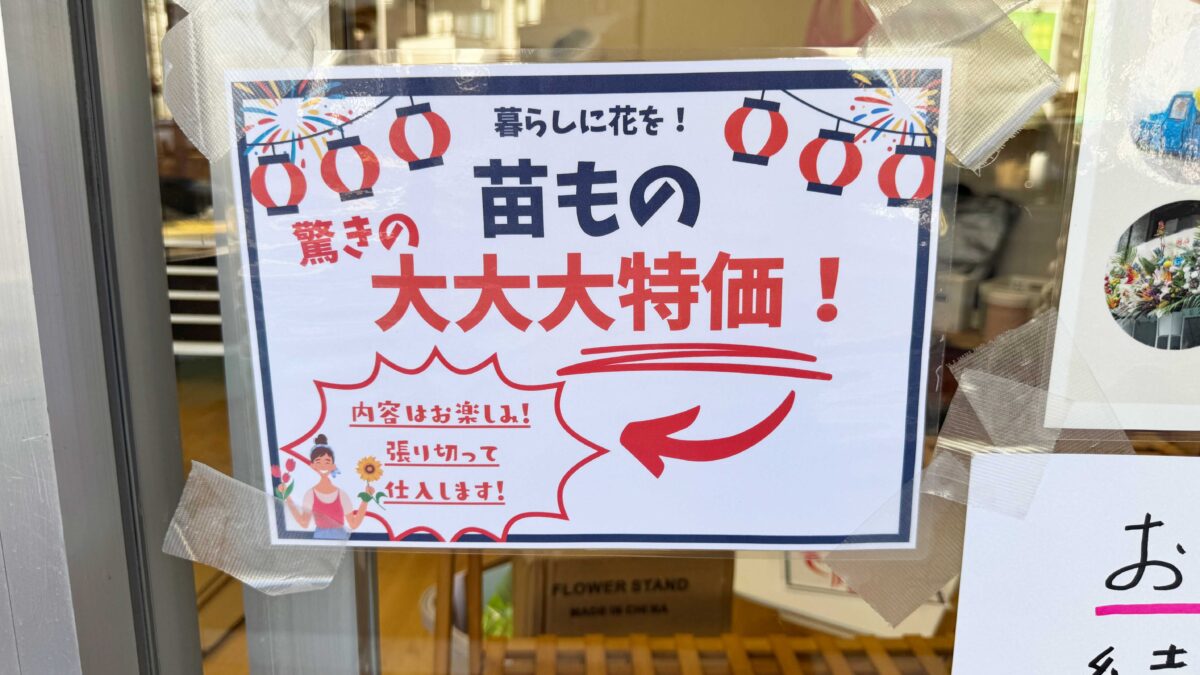 暮らしに花を！
苗もの
驚きの
大大大特価！
内容はお楽しみ!
張り切って
仕入します!
FLOWER STAND
MADE IN CHINA
お